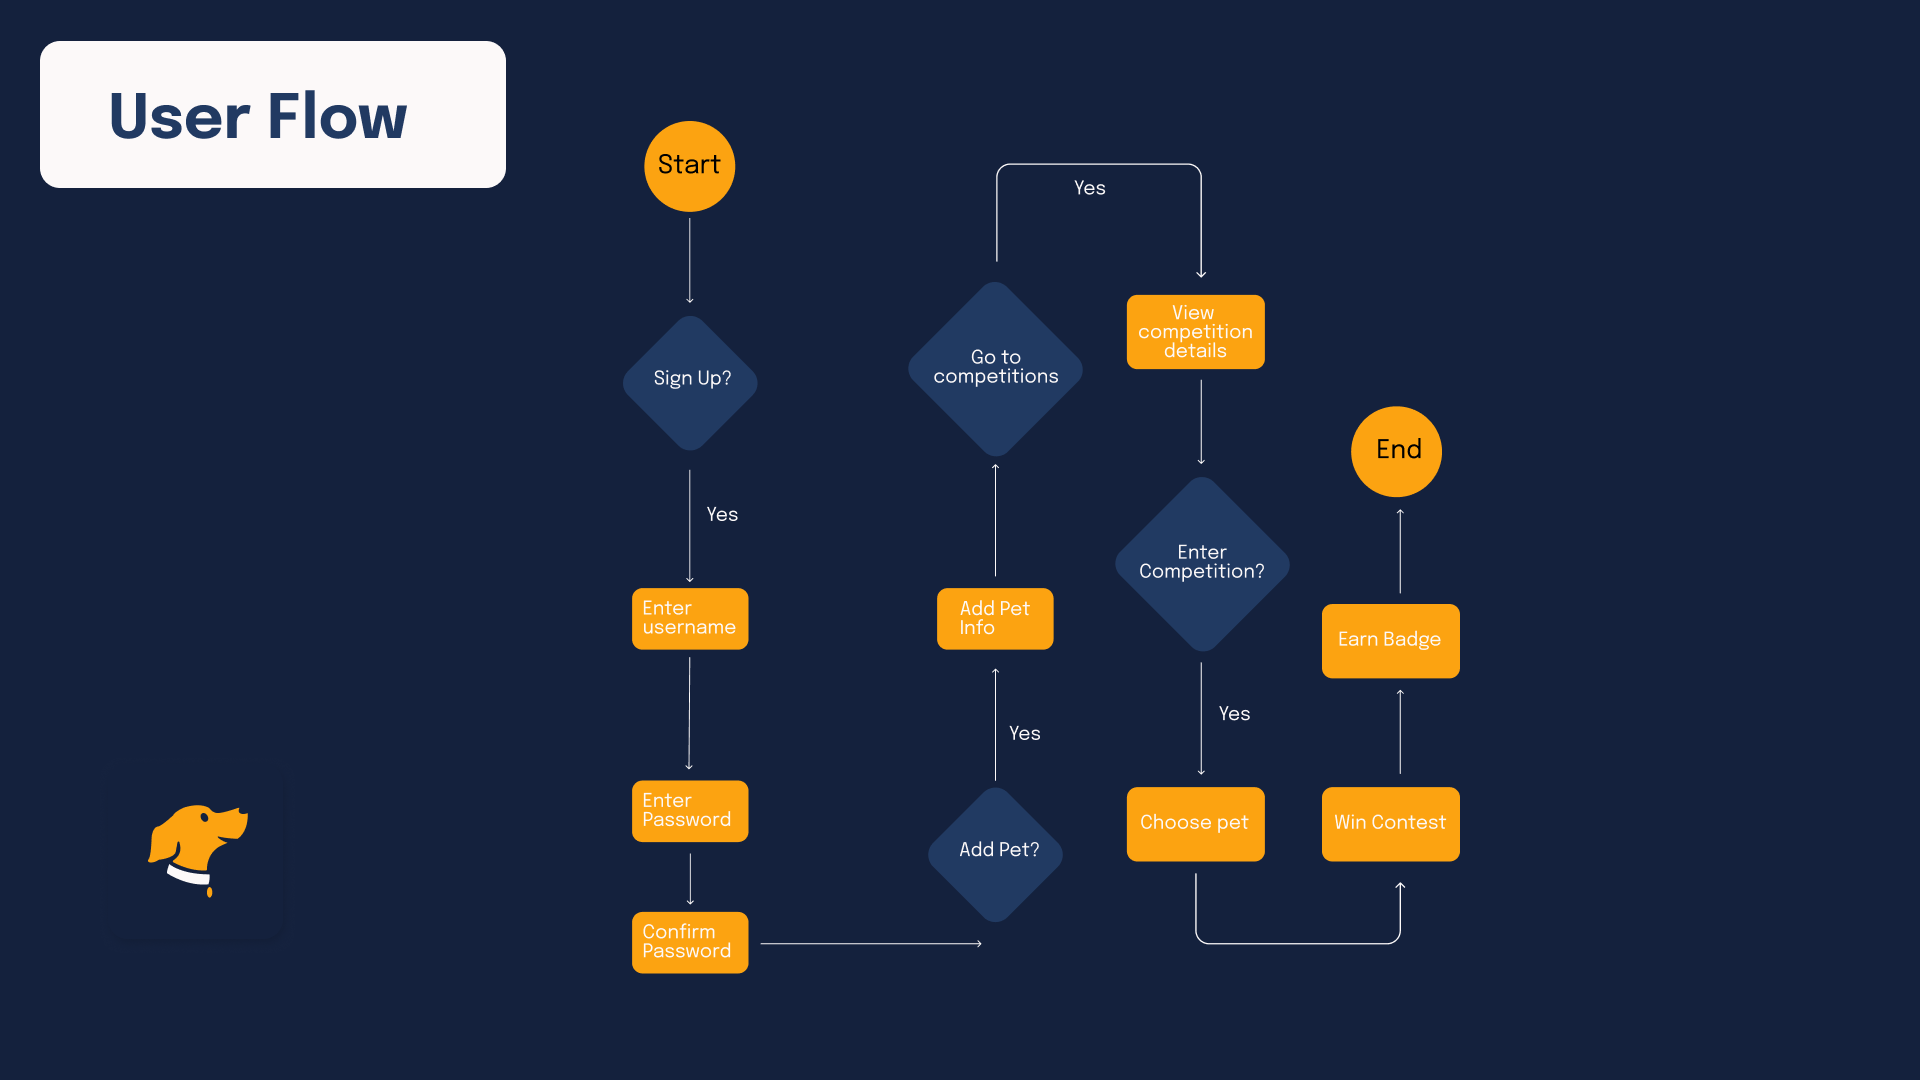 User Flow
Start
Sign Up?
Yes
Enter
username
Enter
Password
Confirm
Password
Add Pet?
Yes
Add Pet
Info
Go to
competitions
Yes
View
competition
details
Enter
Competition?
Yes
Choose pet
Win Contest
Earn Badge
End